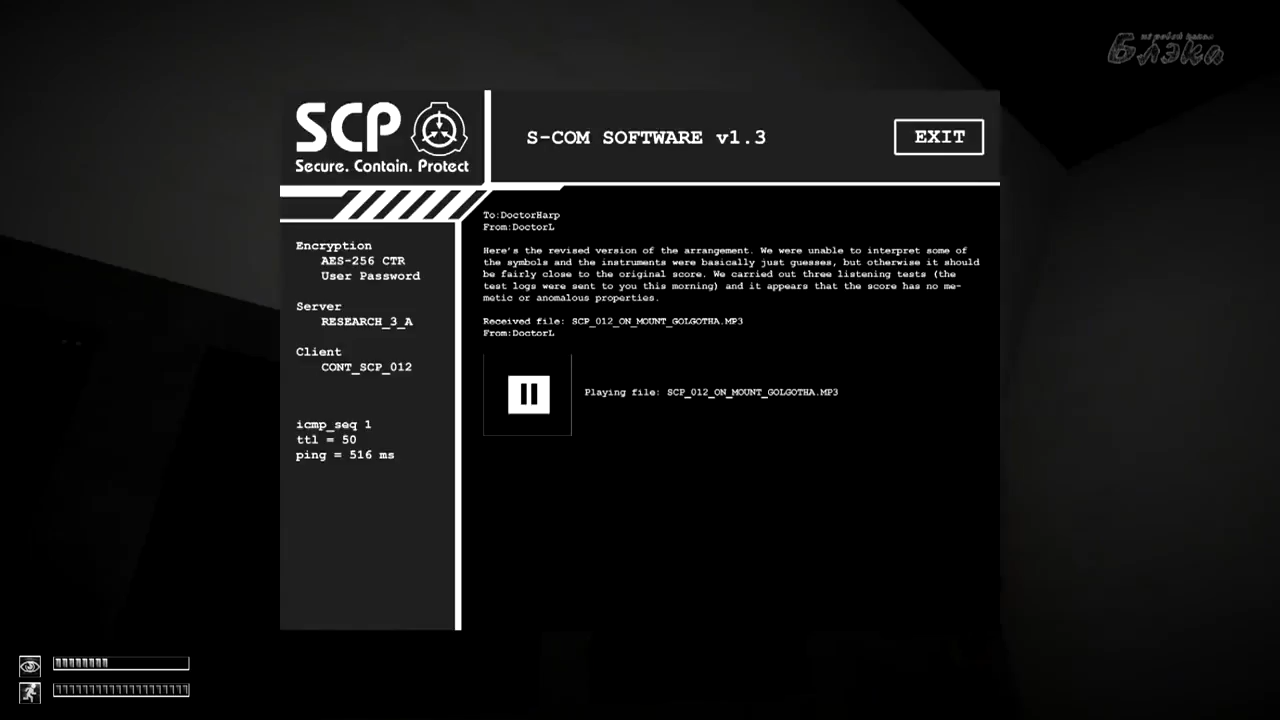 Блэка
SCP
Secure. Contain. Protect
S-COM SOFTWARE v1.3
EXIT
Encryption
AES-256 CTR
User Password
Server
RESEARCH_3_A
Client
CONT_SCP_012
icmp_seq 1
ttl = 50
ping = 516 ms
To:DoctorHarp
From:DoctorL
Here's the revised version of the arrangement. We were unable to interpret some of
the symbols and the instruments were basically just guesses, but otherwise it should
be fairly close to the original score. We carried out three listening tests (the
test logs were sent to you this morning) and it appears that the score has no me-
metic or anomalous properties.
Received file: SCP_012_ON_MOUNT_GOLGOTHA.MP3
From:DoctorL
Playing file: SCP_012_ON_MOUNT_GOLGOTHA.MP3